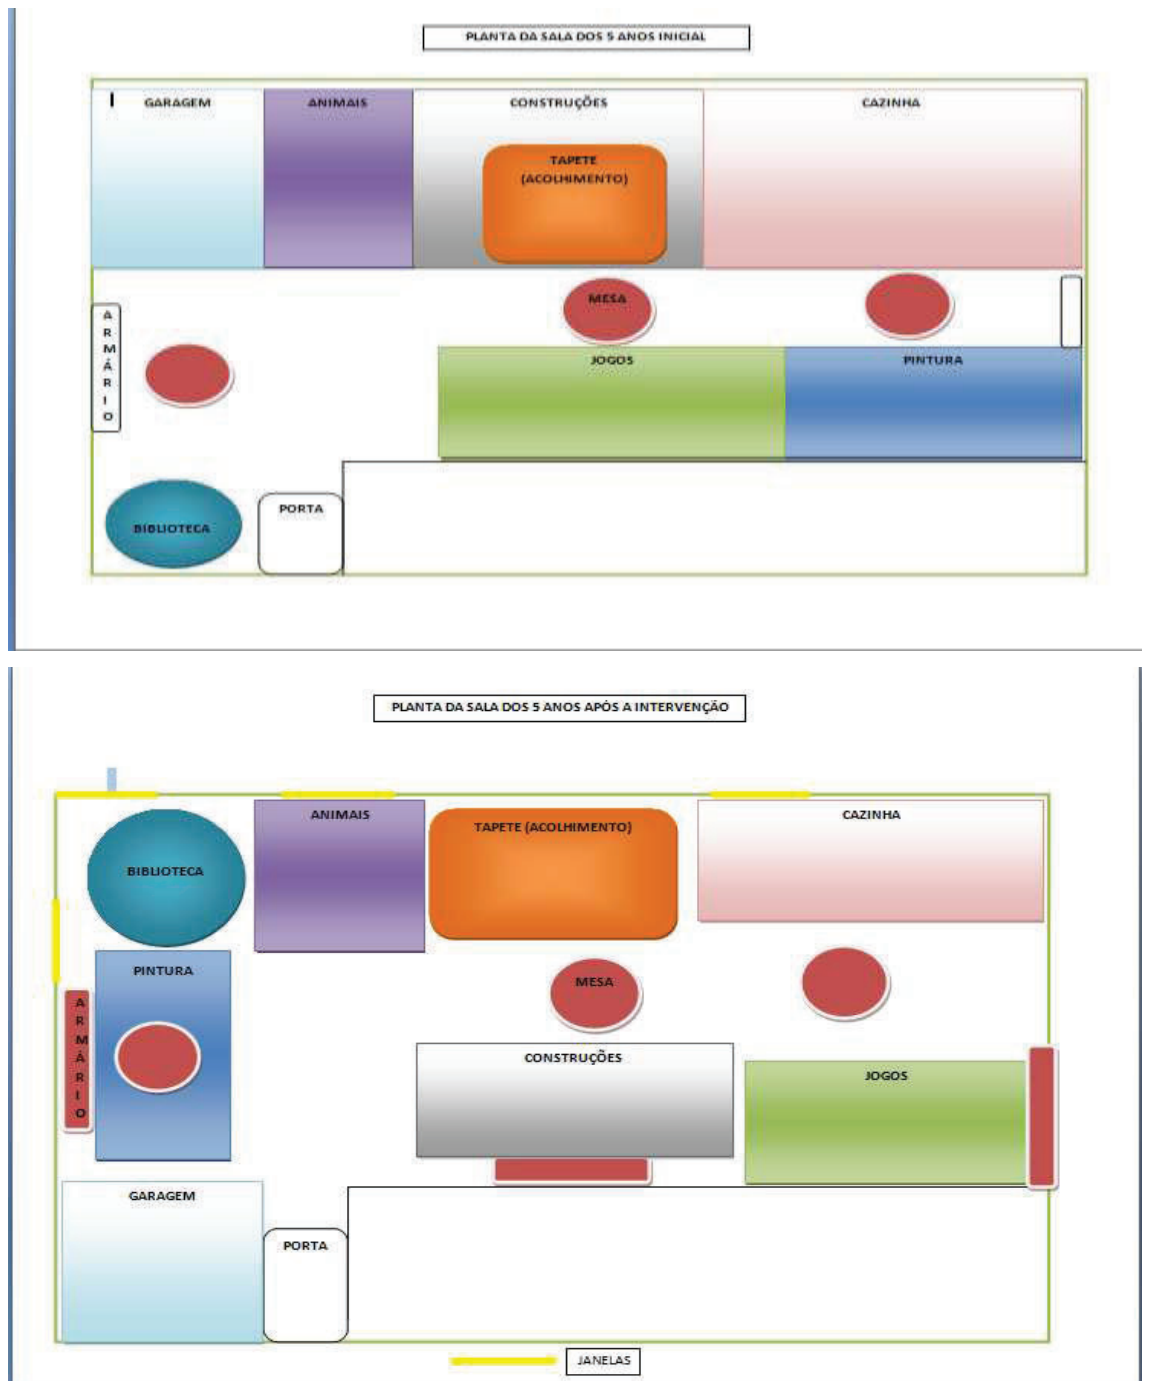 PLANTA DA SALA DOS 5 ANOS INICIAL
GARAGEM
ANIMAIS
CONSTRUÇÕES
CAZINHA
TAPETE
(ACOLHIMENTO)
MESA
ARMÁRIO
JOGOS
PINTURA
BIBLIOTECA
PORTA
PLANTA DA SALA DOS 5 ANOS APÓS A INTERVENÇÃO
ANIMAIS
CAZINHA
TAPETE (ACOLHIMENTO)
BIBLIOTECA
PINTURA
MESA
ARMÁRIO
CONSTRUÇÕES
JOGOS
GARAGEM
PORTA
JANELAS